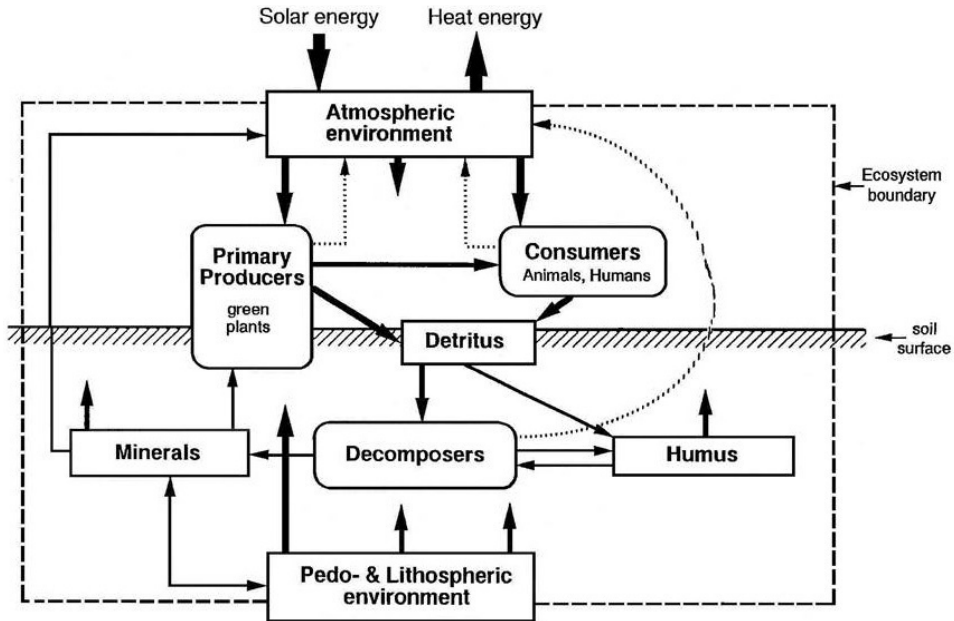 Solar energy
Heat energy
Atmospheric
environment
Ecosystem
boundary
Primary
Producers
green
plants
Consumers
Animals, Humans
Detritus
soil
surface
Minerals
Decomposers
Humus
Pedo- & Lithospheric
environment